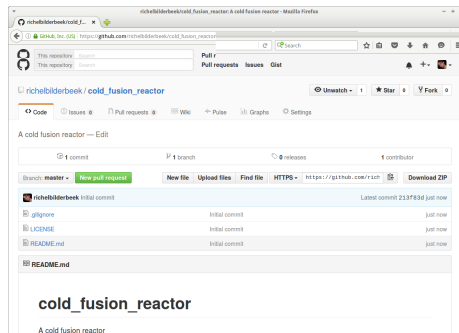 richelbilderbeek/cold_fusion_reactor: A cold fusion reactor - Mozilla Firefox
richelbilderbeek/cold_f... ×
GitHub, Inc. (US) https://github.com/richelbilderbeek/cold_fusion_reactor
Search
This repository Search Pull r
This repository Search Pull requests Issues Gist
richelbilderbeek / cold_fusion_reactor Unwatch 1 Star 0 Fork 0
Code Issues 0 Pull requests 0 Wiki Pulse Graphs Settings
A cold fusion reactor — Edit
1 commit 1 branch 0 releases 1 contributor
Branch: master New pull request New file Upload files Find file HTTPS https://github.com/rich Download ZIP
richelbilderbeek Initial commit Latest commit 213f83d just now
.gitignore Initial commit just now
LICENSE Initial commit just now
README.md Initial commit just now
README.md
cold_fusion_reactor
A cold fusion reactor